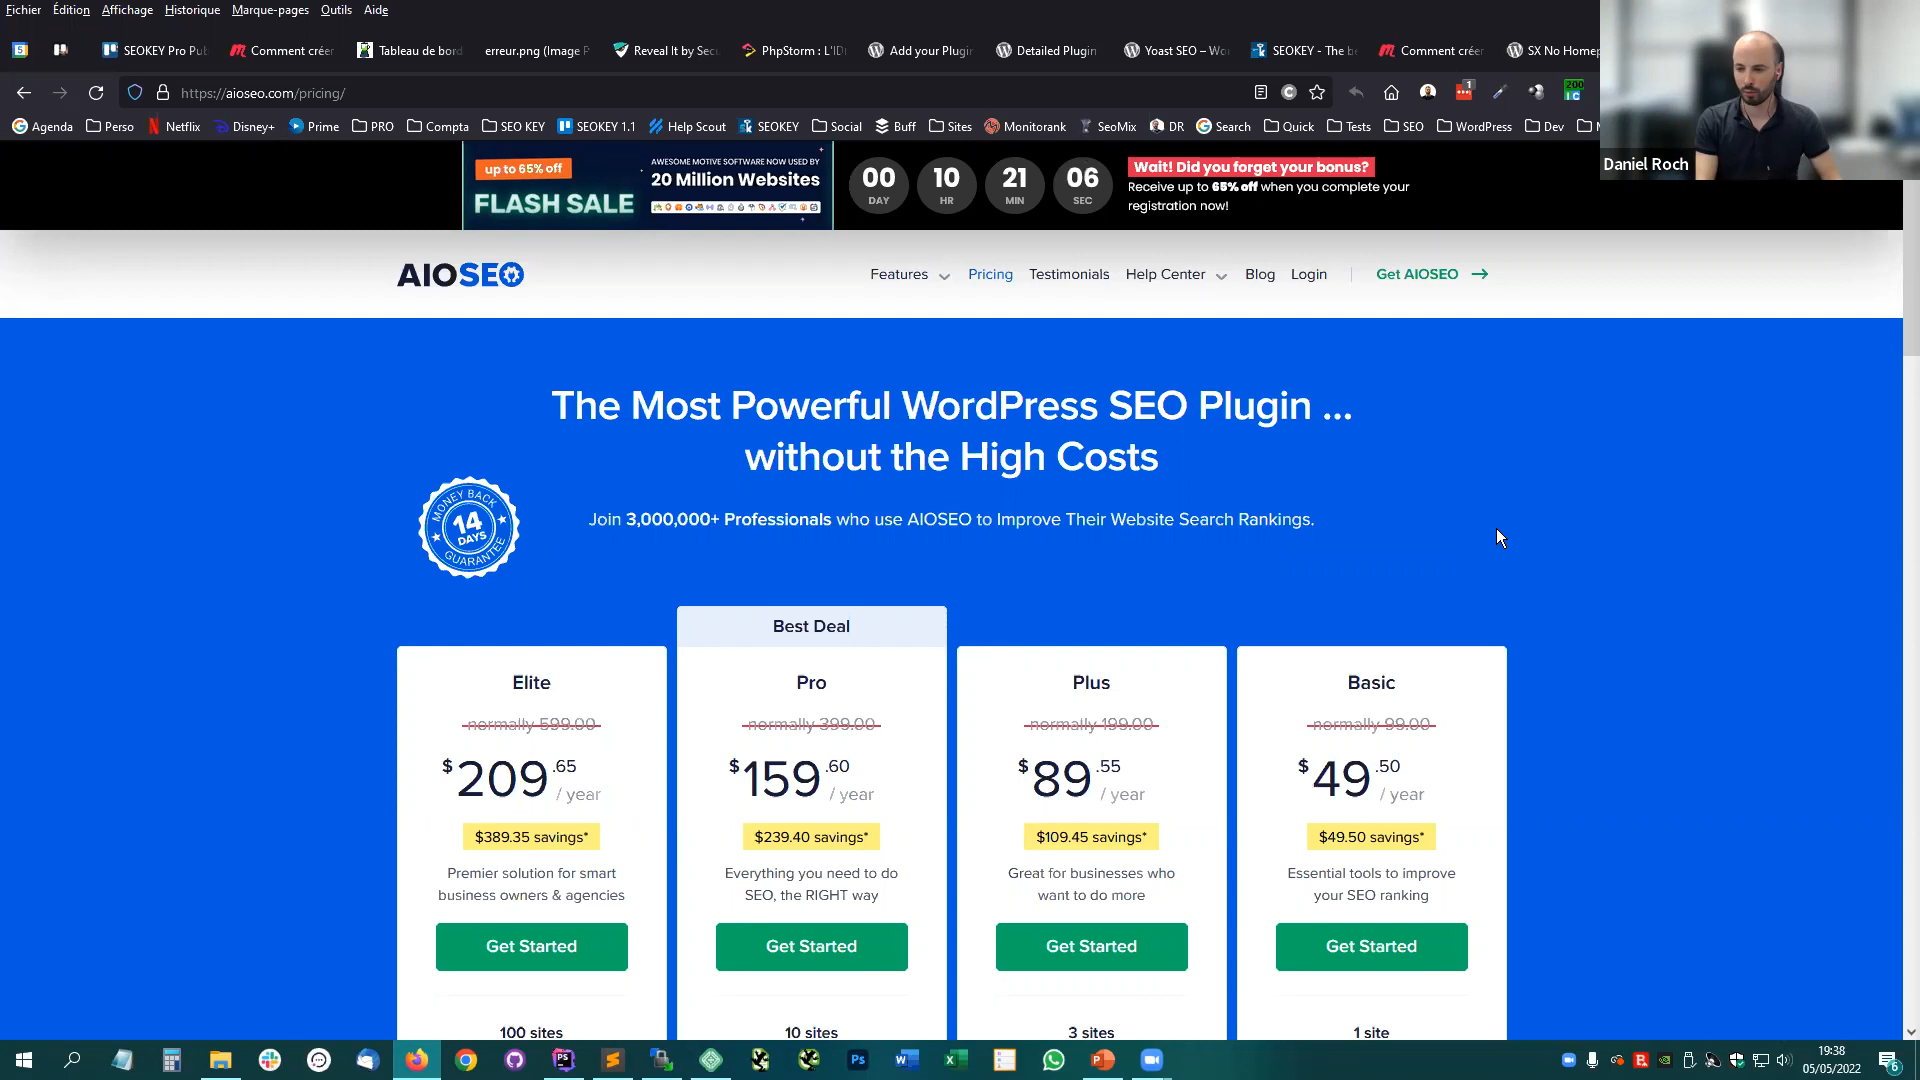 Fichier Édition Affichage Historique Marque-pages Outils Aide
SEOKEY Pro Pub Comment créer Tableau de bord erreur.png (Image P Reveal It by Secu PhpStorm : L'ID Add your Plugin Detailed Plugin Yoast SEO – Wo SEOKEY - The be Comment créer SX No Homep
https://aioseo.com/pricing/
Agenda Perso Netflix Disney+ Prime PRO Compta SEO KEY SEOKEY 1.1 Help Scout SEOKEY Social Buff Sites Monitorank SeoMix DR Search Quick Tests SEO WordPress Dev
Daniel Roch
up to 65% off
FLASH SALE
AWESOME MOTIVE SOFTWARE NOW USED BY
20 Million Websites
00 10 21 06
DAY HR MIN SEC
Wait! Did you forget your bonus?
Receive up to 65% off when you complete your
registration now!
AIOSEO
Features Pricing Testimonials Help Center Blog Login Get AIOSEO
The Most Powerful WordPress SEO Plugin ...
without the High Costs
MONEY BACK
14
DAYS
GUARANTEE
Join 3,000,000+ Professionals who use AIOSEO to Improve Their Website Search Rankings.
Best Deal
Elite
normally 599.00
$209.65 / year
$389.35 savings*
Premier solution for smart
business owners & agencies
Get Started
100 sites
Pro
normally 399.00
$159.60 / year
$239.40 savings*
Everything you need to do
SEO, the RIGHT way
Get Started
10 sites
Plus
normally 199.00
$89.55 / year
$109.45 savings*
Great for businesses who
want to do more
Get Started
3 sites
Basic
normally 99.00
$49.50 / year
$49.50 savings*
Essential tools to improve
your SEO ranking
Get Started
1 site
19:38
05/05/2022